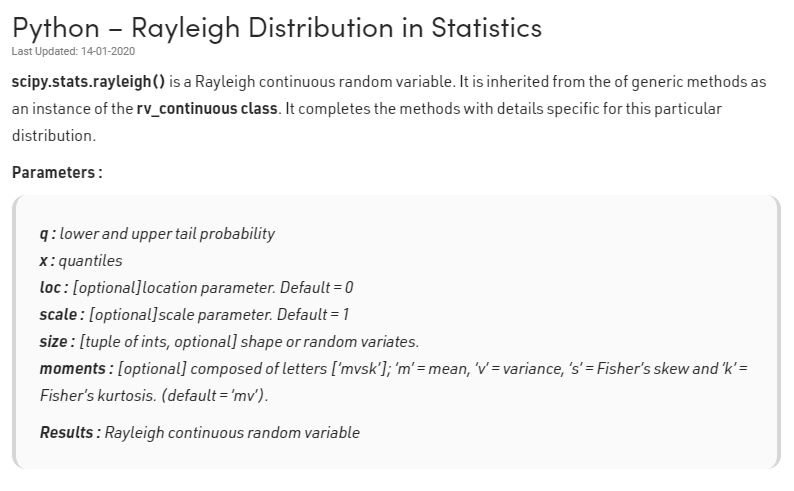 Python – Rayleigh Distribution in Statistics
Last Updated: 14-01-2020
scipy.stats.rayleigh() is a Rayleigh continuous random variable. It is inherited from the of generic methods as
an instance of the rv_continuous class. It completes the methods with details specific for this particular
distribution.
Parameters :
q : lower and upper tail probability
x : quantiles
loc : [optional]location parameter. Default = 0
scale : [optional]scale parameter. Default = 1
size : [tuple of ints, optional] shape or random variates.
moments : [optional] composed of letters [‘mvsk’]; ‘m’ = mean, ‘v’ = variance, ‘s’ = Fisher’s skew and ‘k’ =
Fisher’s kurtosis. (default = ‘mv’).
Results : Rayleigh continuous random variable